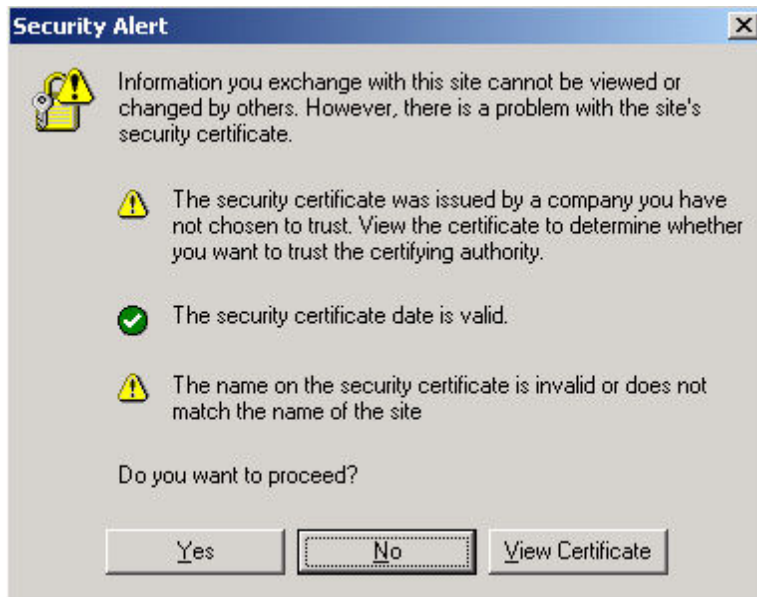 Security Alert
Information you exchange with this site cannot be viewed or
changed by others. However, there is a problem with the site's
security certificate.
The security certificate was issued by a company you have
not chosen to trust. View the certificate to determine whether
you want to trust the certifying authority.
The security certificate date is valid.
The name on the security certificate is invalid or does not
match the name of the site
Do you want to proceed?
Yes No View Certificate